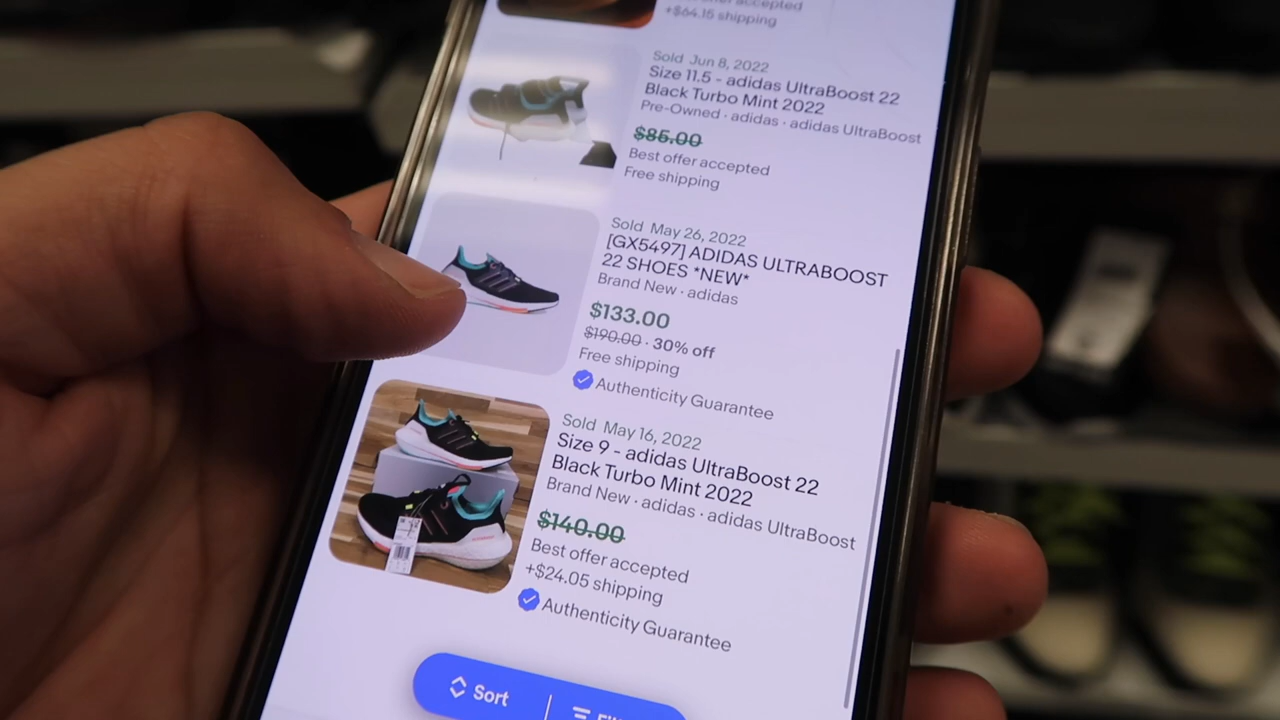 accepted
+$64.15 shipping
Sold Jun 8, 2022
Size 11.5 - adidas UltraBoost 22
Black Turbo Mint 2022
Pre-Owned · adidas · adidas UltraBoost
$85.00
Best offer accepted
Free shipping
Sold May 26, 2022
[GX5497] ADIDAS ULTRABOOST
22 SHOES *NEW*
Brand New · adidas
$133.00
$190.00 · 30% off
Free shipping
Authenticity Guarantee
Sold May 16, 2022
Size 9 - adidas UltraBoost 22
Black Turbo Mint 2022
Brand New · adidas · adidas UltraBoost
$140.00
Best offer accepted
+$24.05 shipping
Authenticity Guarantee
Sort